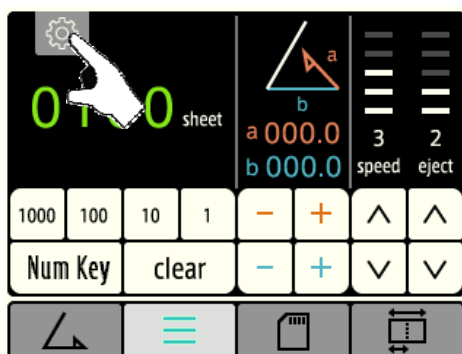 sheet
a
b
a 000.0
b 000.0
3 2
speed eject
1000 100 10 1 - +
Num Key clear - +